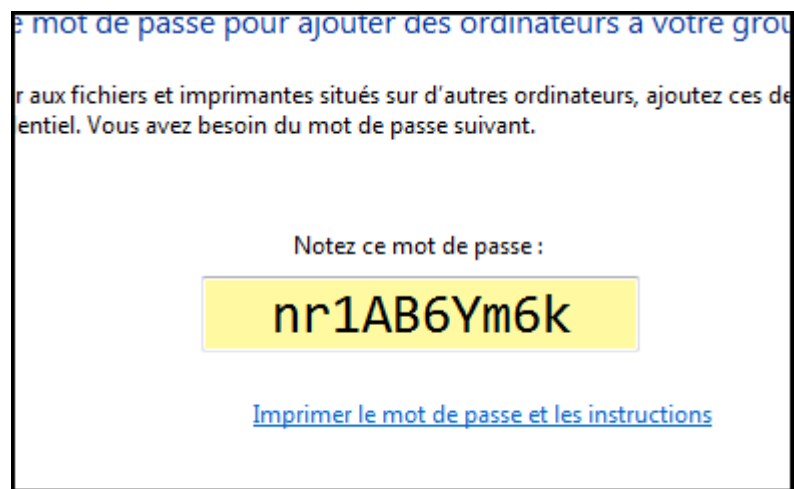 e mot de passe pour ajouter des ordinateurs à votre grou
r aux fichiers et imprimantes situés sur d'autres ordinateurs, ajoutez ces de
entiel. Vous avez besoin du mot de passe suivant.
Notez ce mot de passe :
nr1AB6Ym6k
Imprimer le mot de passe et les instructions